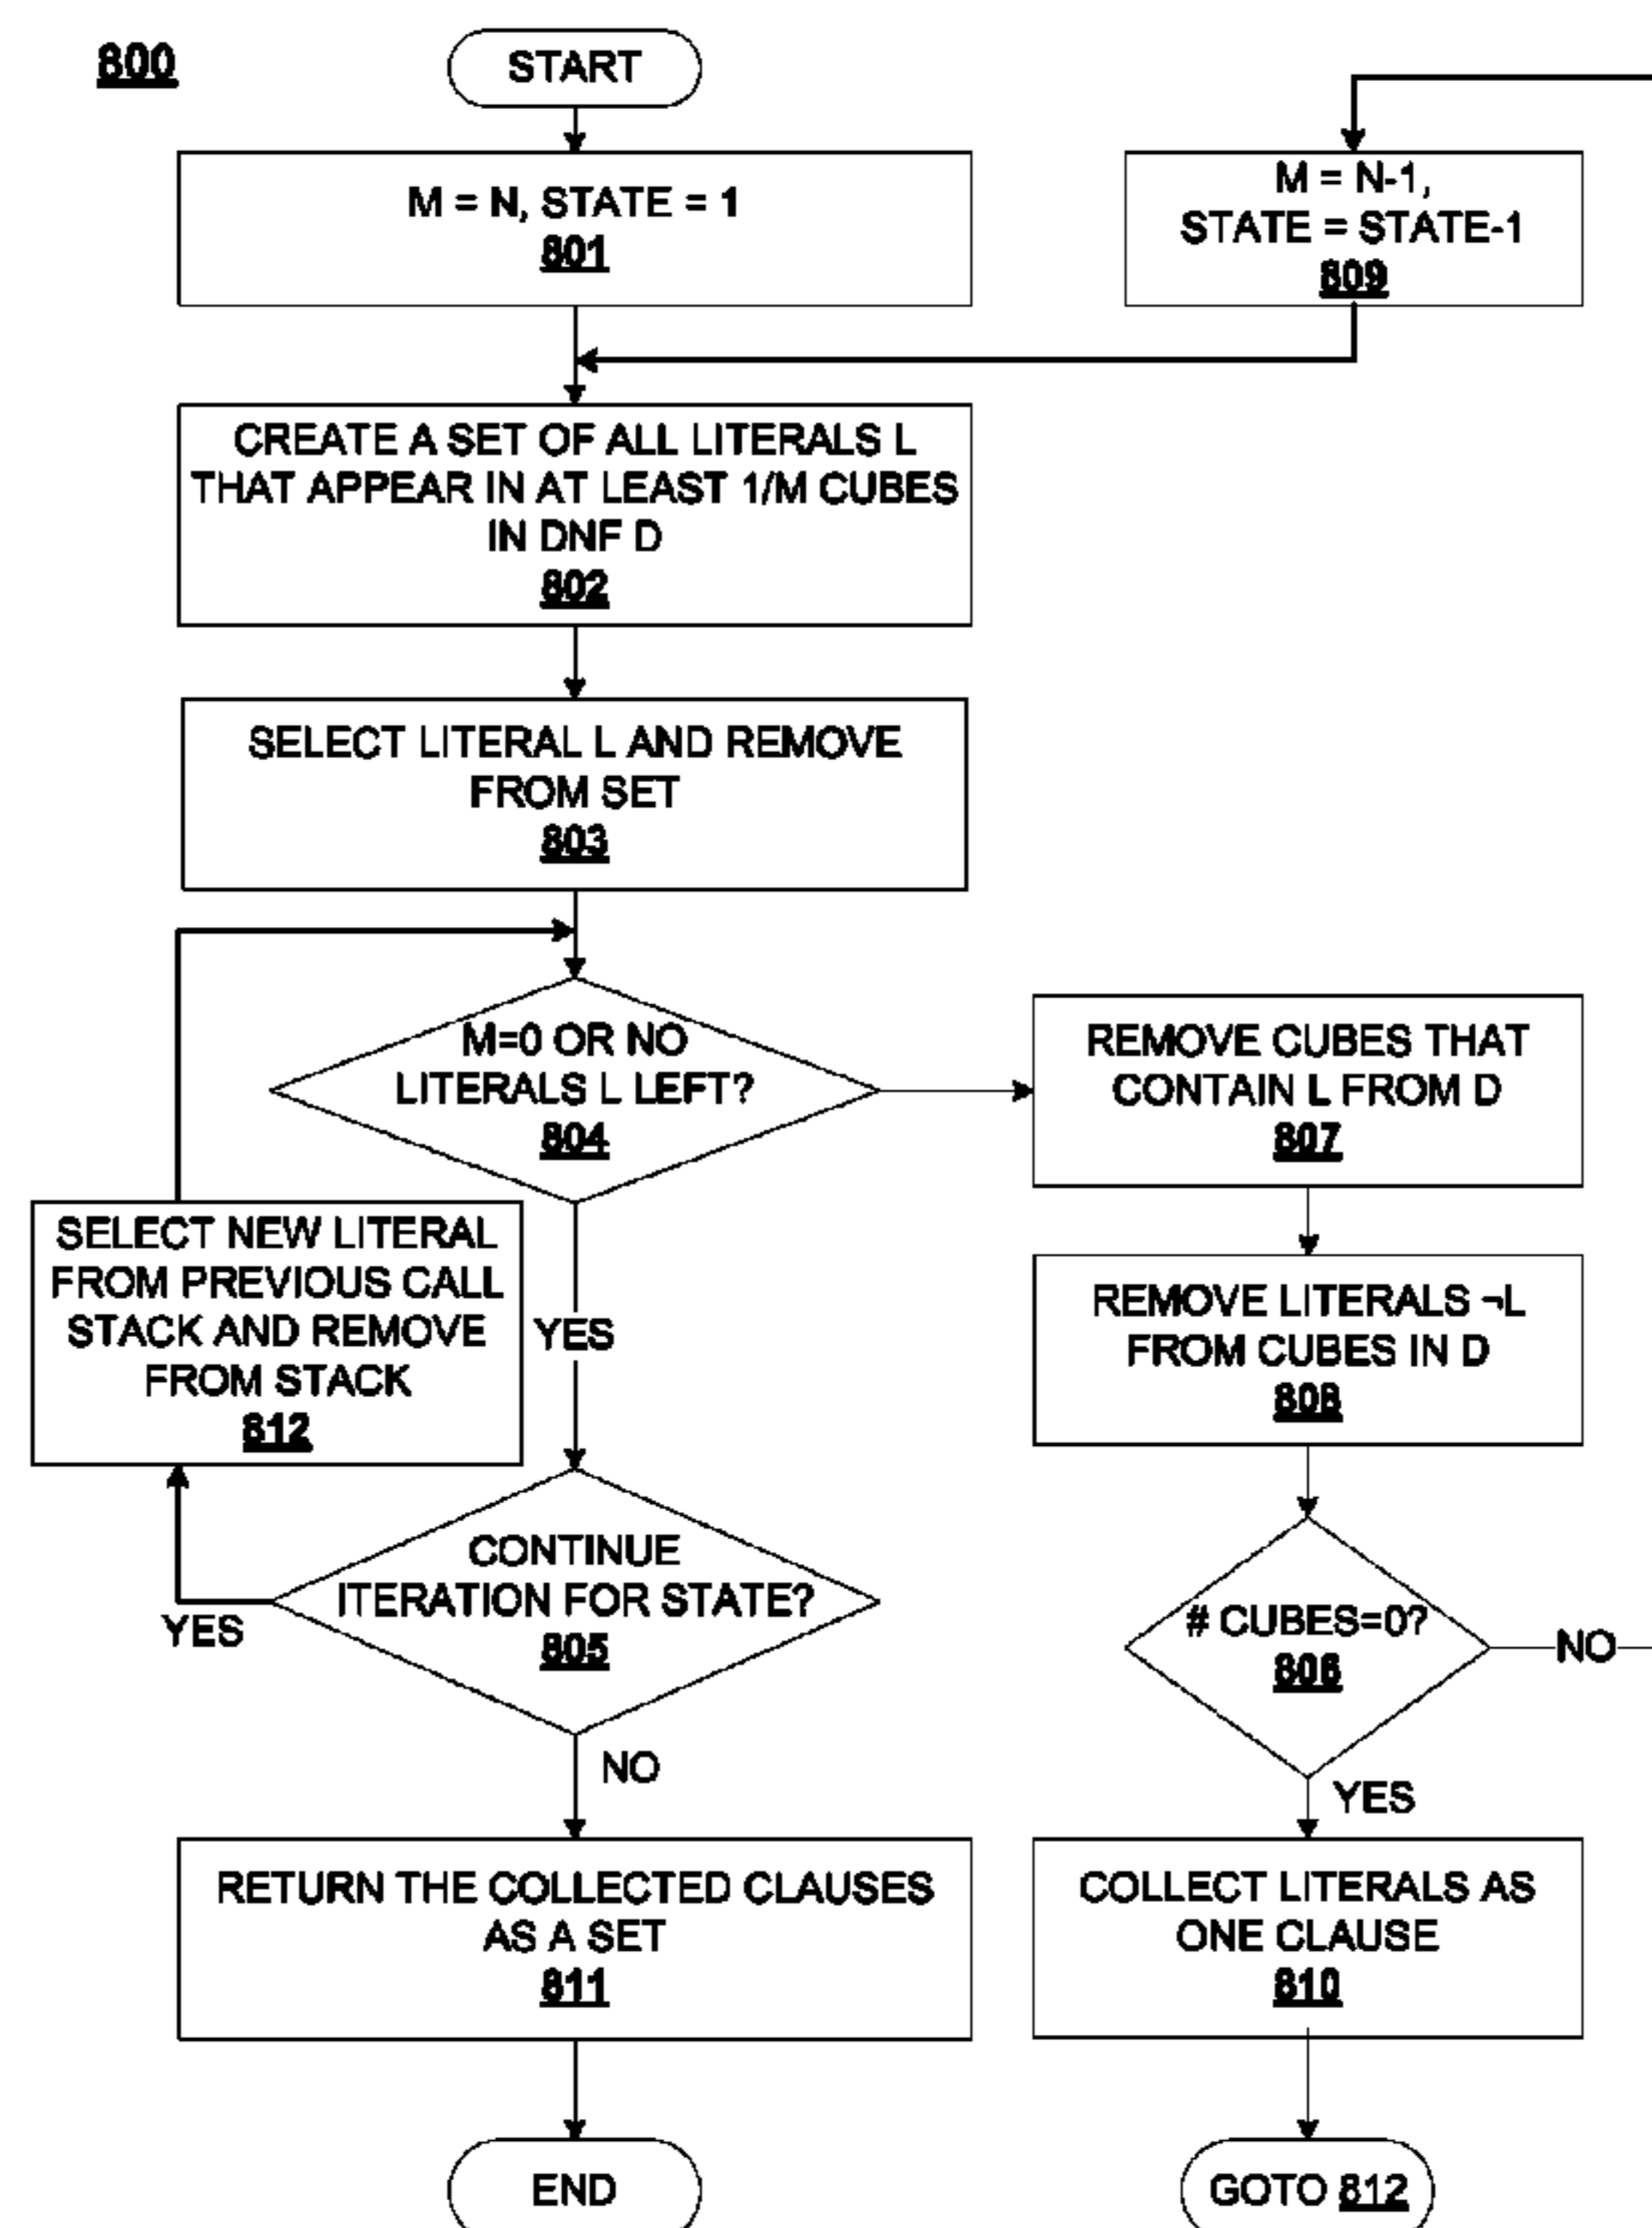 800
START
M = N, STATE = 1
801
M = N-1,
STATE = STATE-1
809
CREATE A SET OF ALL LITERALS L
THAT APPEAR IN AT LEAST 1/M CUBES
IN DNF D
802
SELECT LITERAL L AND REMOVE
FROM SET
803
M=0 OR NO
LITERALS L LEFT?
804
REMOVE CUBES THAT
CONTAIN L FROM D
807
SELECT NEW LITERAL
FROM PREVIOUS CALL
STACK AND REMOVE
FROM STACK
812
YES
REMOVE LITERALS ¬L
FROM CUBES IN D
808
CONTINUE
ITERATION FOR STATE?
805
YES
# CUBES=0?
806
NO
NO
YES
RETURN THE COLLECTED CLAUSES
AS A SET
811
COLLECT LITERALS AS
ONE CLAUSE
810
END
GOTO 812